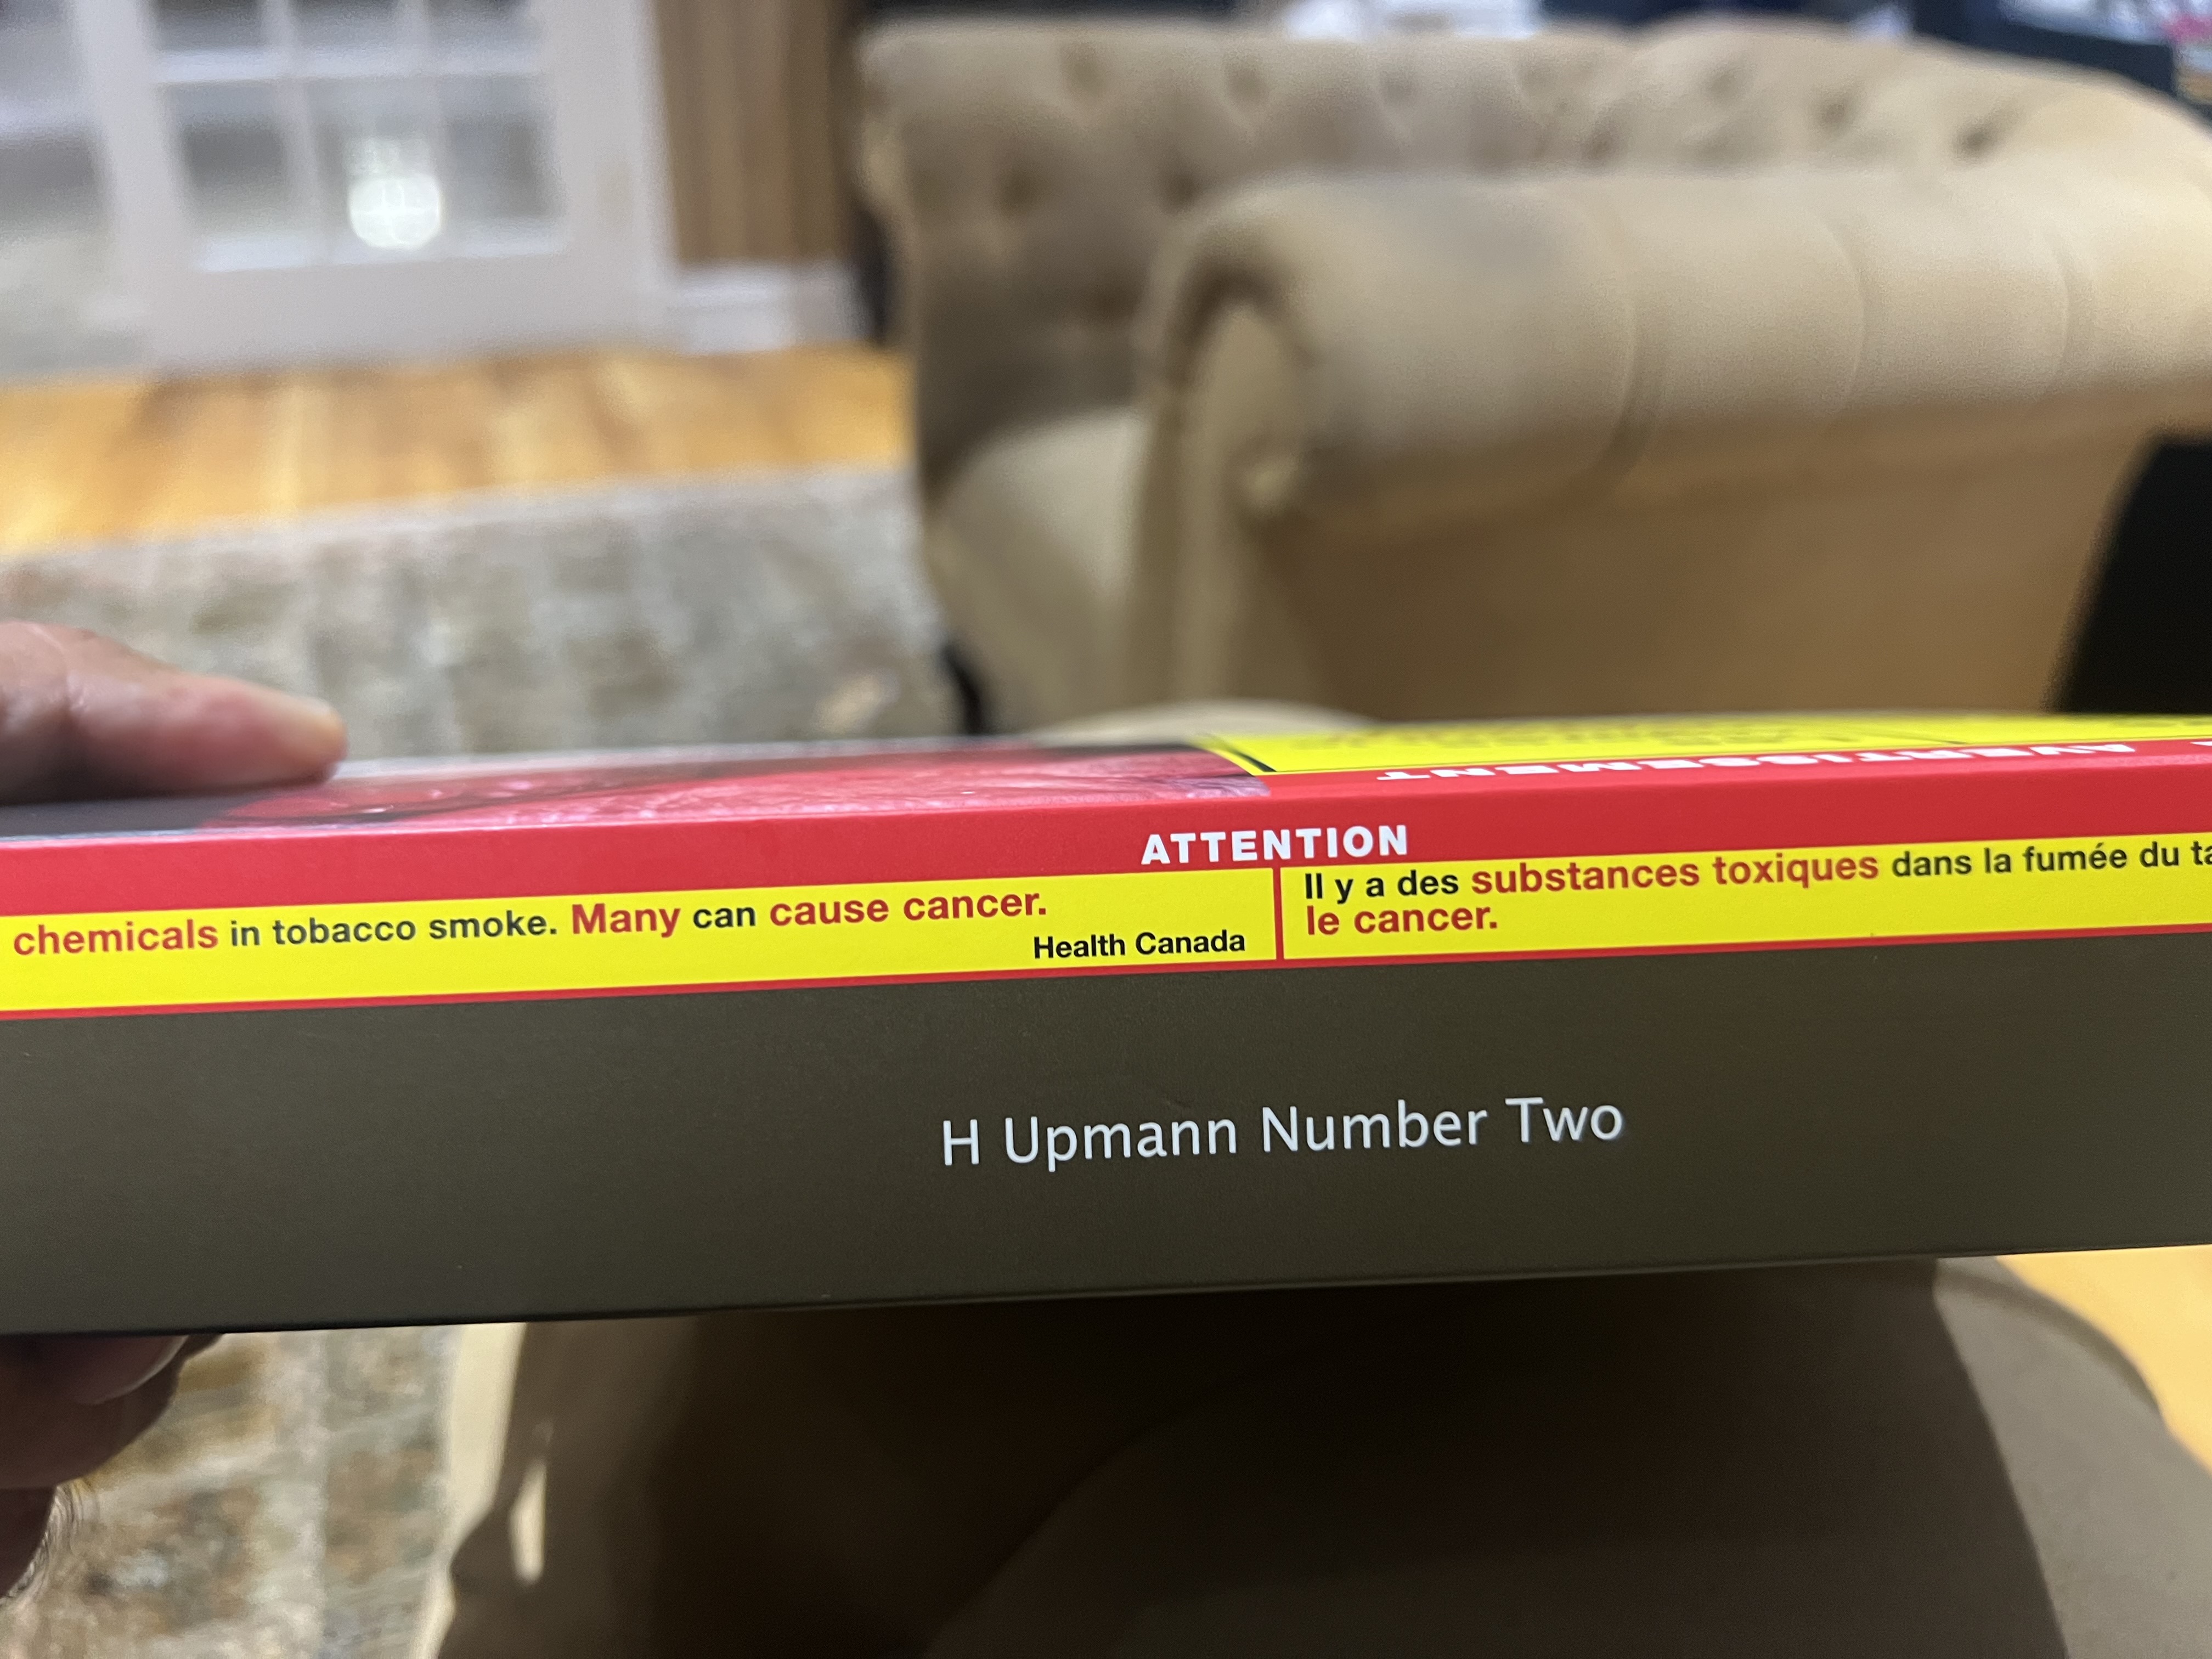 AVERTISSEMENT
ATTENTION
chemicals in tobacco smoke. Many can cause cancer.
Health Canada
Il y a des substances toxiques dans la fumée du
le cancer.
H Upmann Number Two